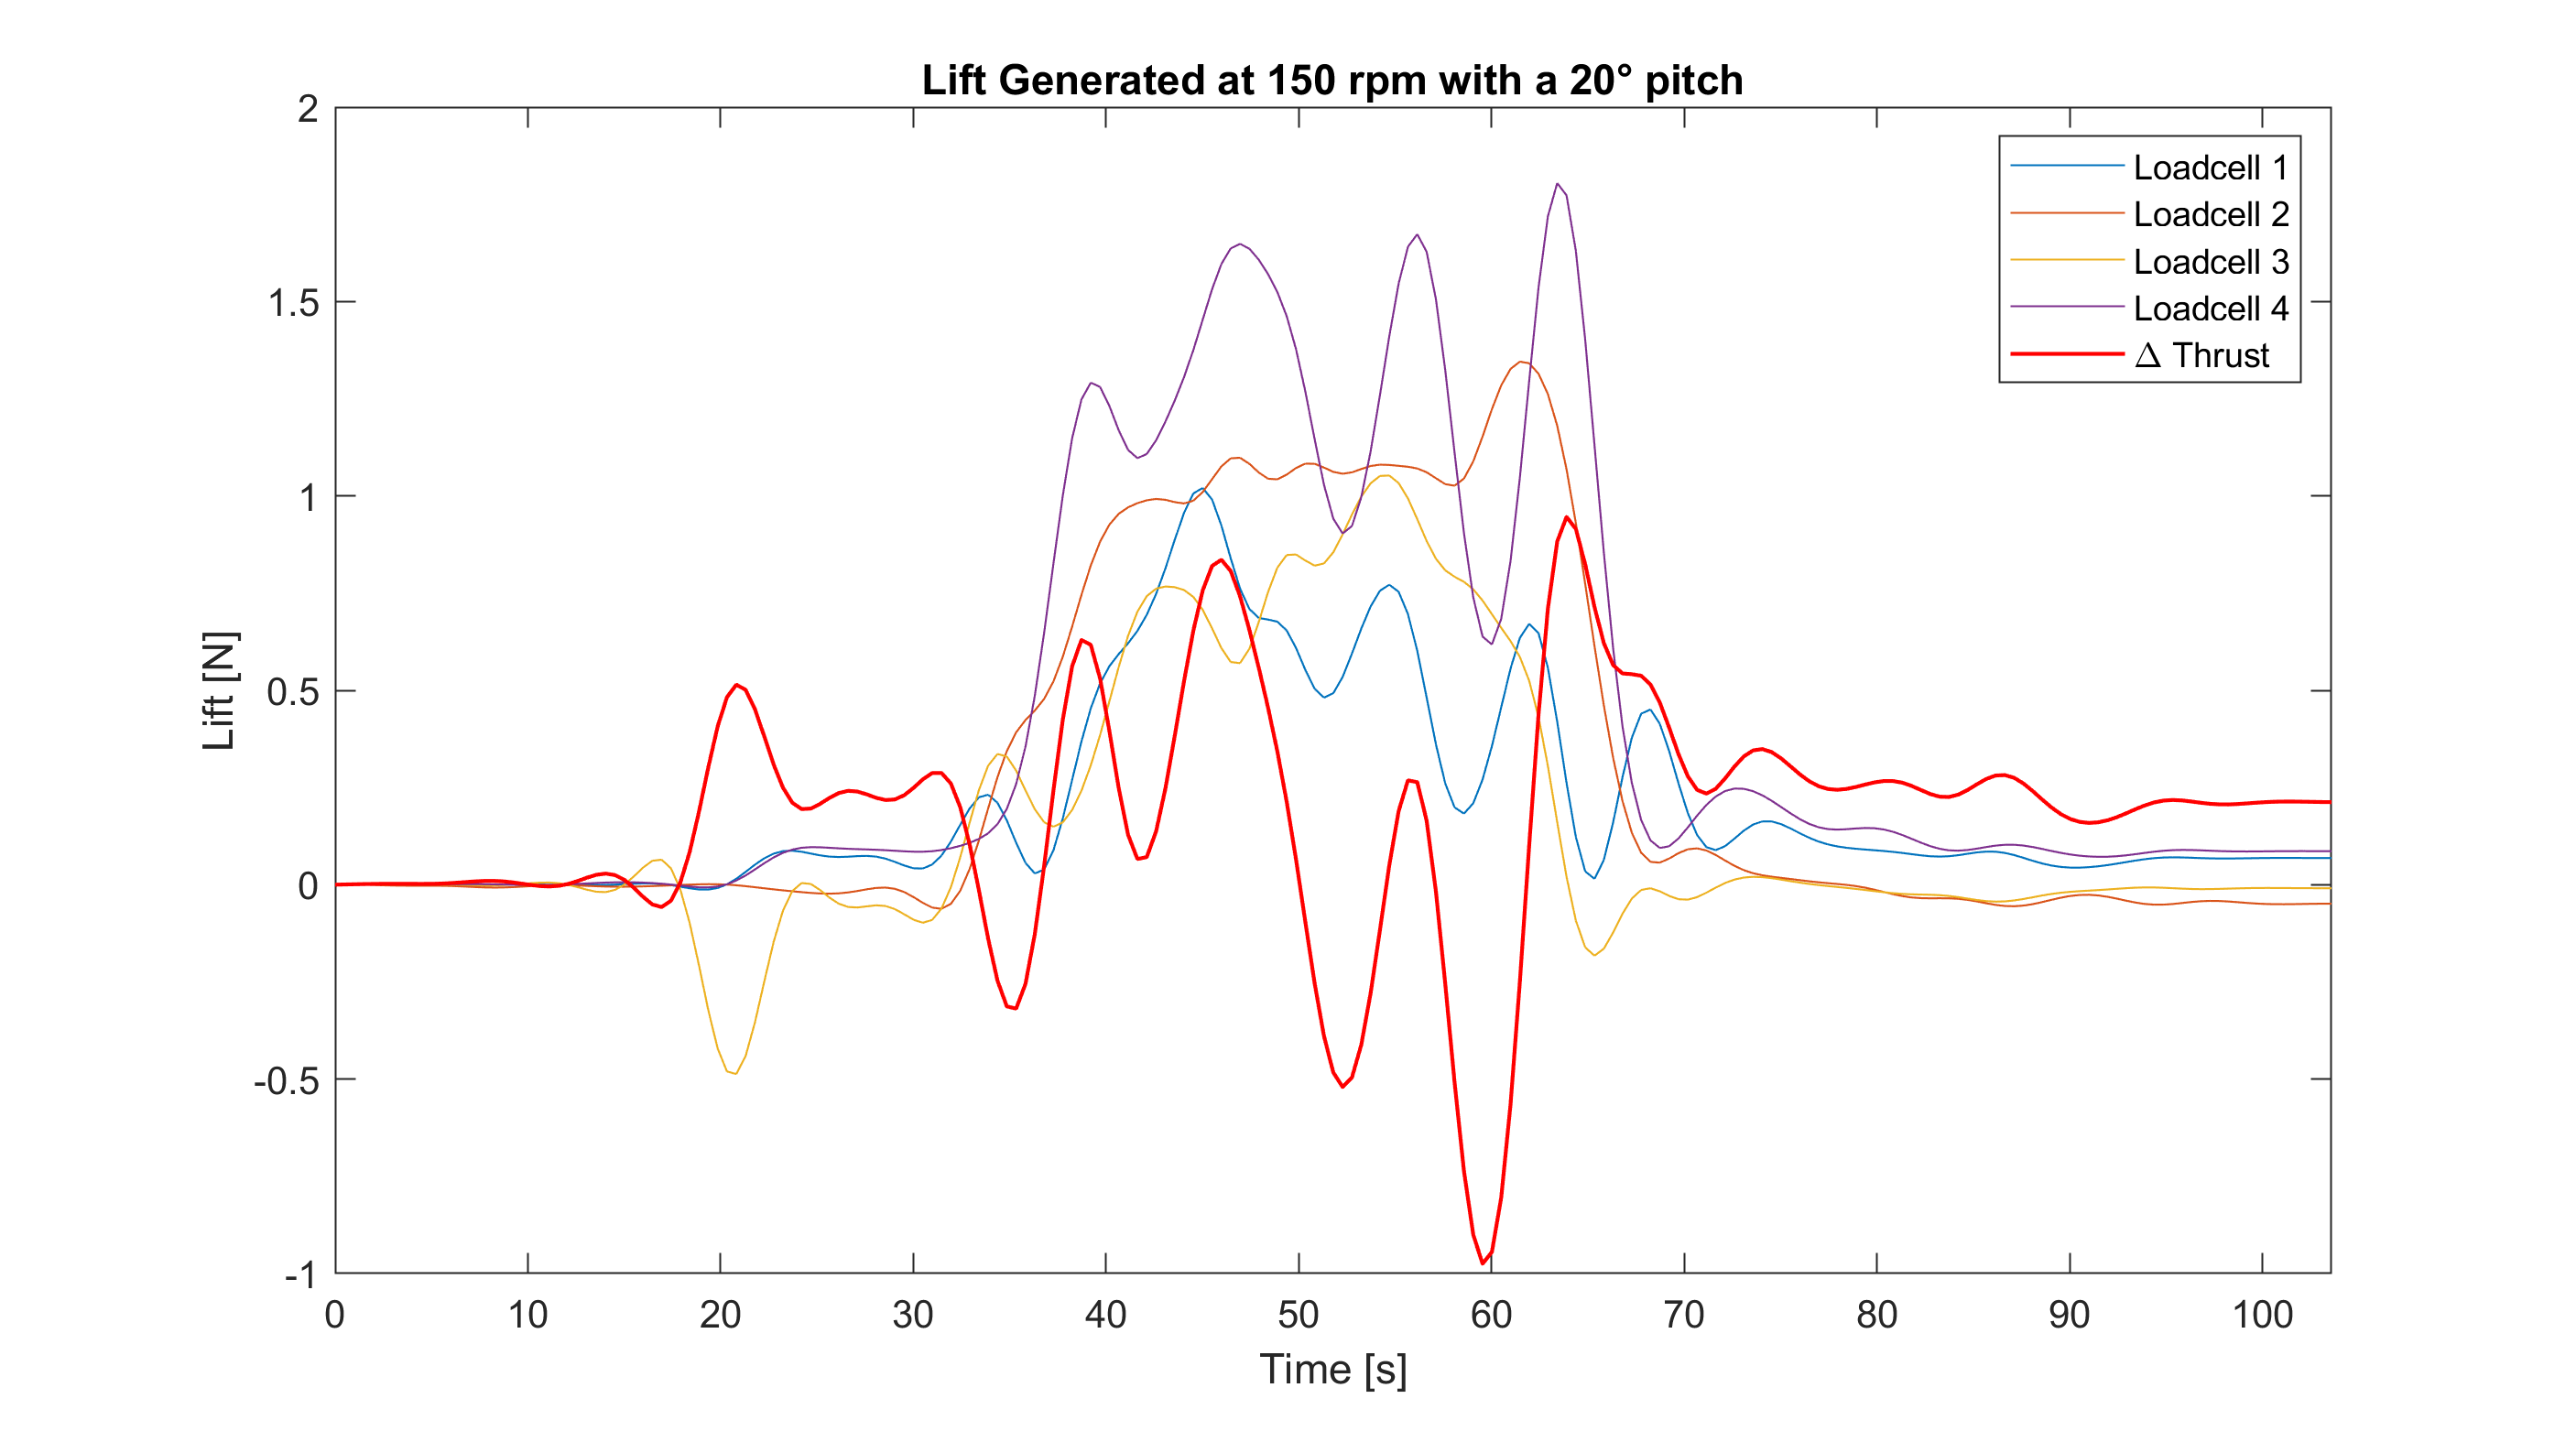 Lift Generated at 150 rpm with a 20° pitch
2
1.5
1
0.5
0
-0.5
-1
Lift [N]
0 10 20 30 40 50 60 70 80 90 100
Time [s]
Loadcell 1
Loadcell 2
Loadcell 3
Loadcell 4
Δ Thrust